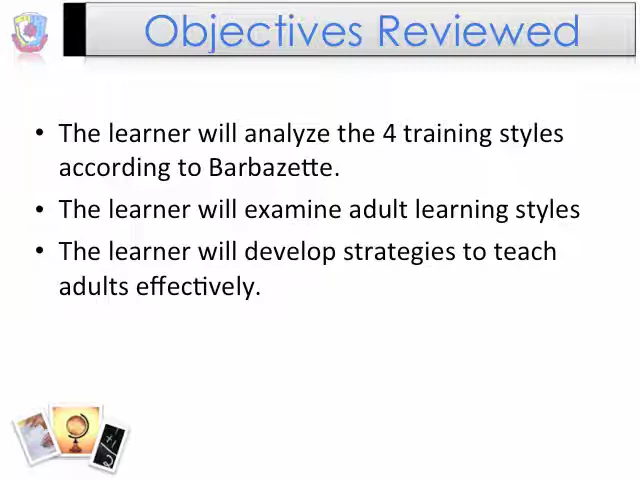 Objectives Reviewed
• The learner will analyze the 4 training styles
according to Barbazette.
• The learner will examine adult learning styles
• The learner will develop strategies to teach
adults effectively.